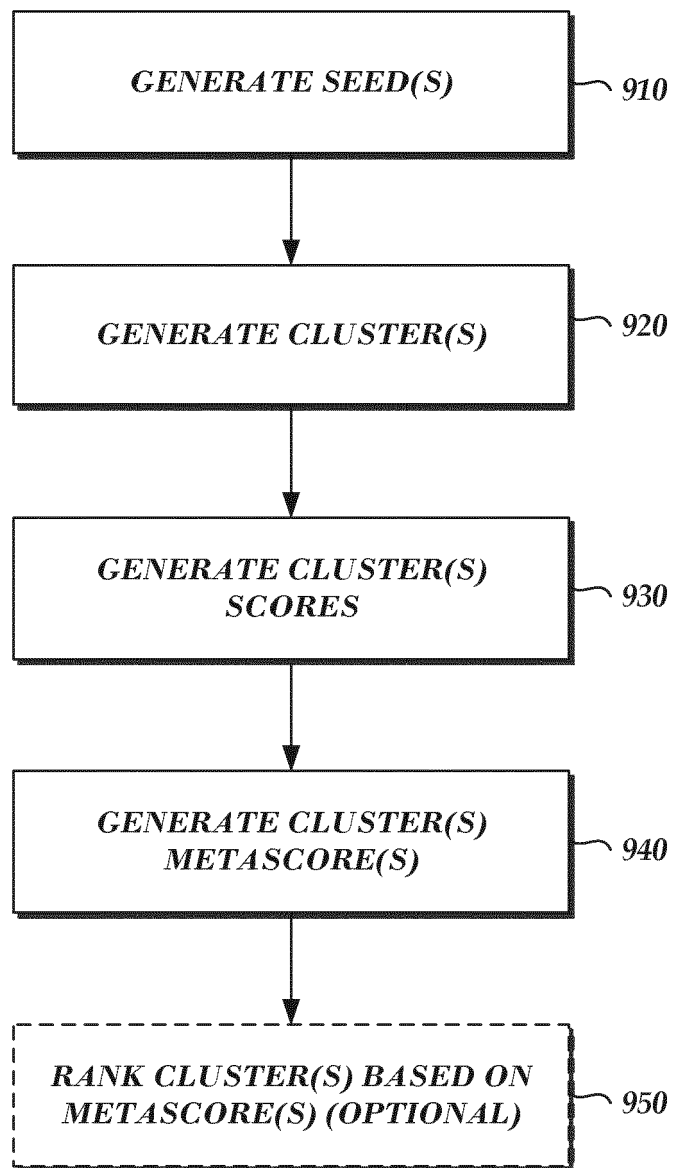 GENERATE SEED(S)
910
GENERATE CLUSTER(S)
920
GENERATE CLUSTER(S)
SCORES
930
GENERATE CLUSTER(S)
METASCORE(S)
940
RANK CLUSTER(S) BASED ON
METASCORE(S) (OPTIONAL)
950